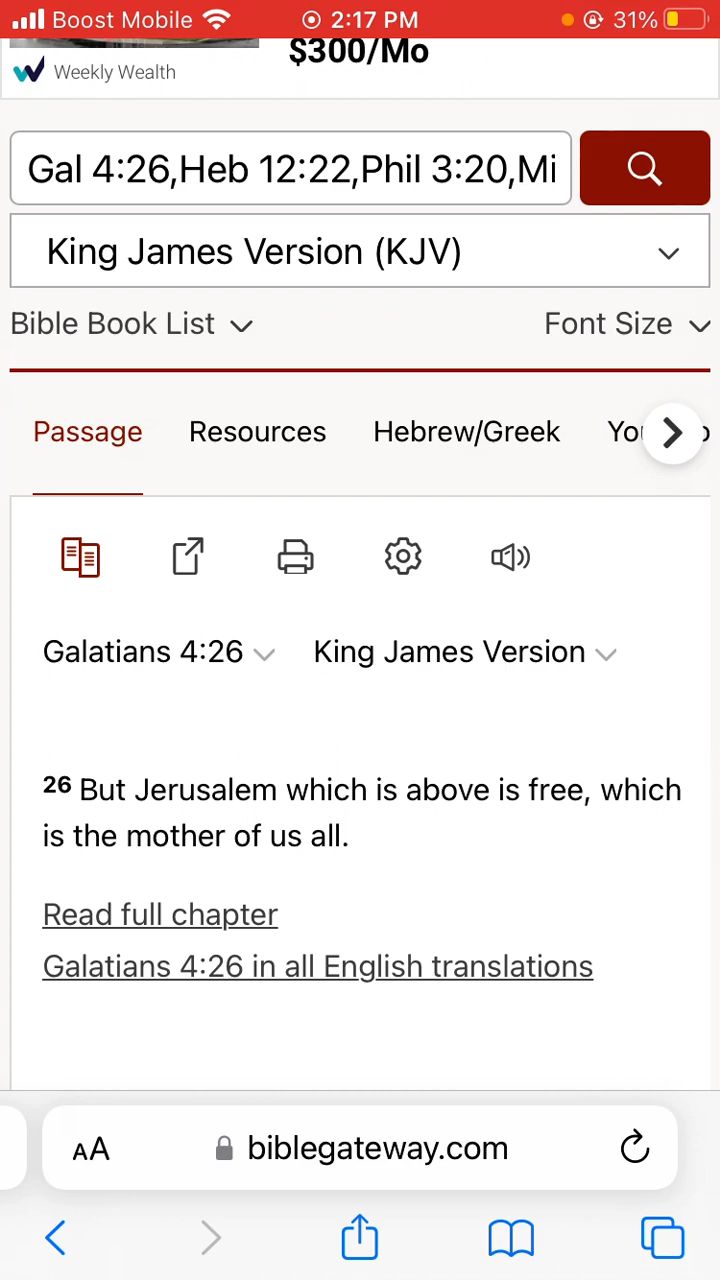 Boost Mobile 2:17 PM 31%
$300/Mo
Weekly Wealth
Gal 4:26,Heb 12:22,Phil 3:20,Mi
King James Version (KJV)
Bible Book List Font Size
Passage Resources Hebrew/Greek Yo
Galatians 4:26 King James Version
26 But Jerusalem which is above is free, which
is the mother of us all.
Read full chapter
Galatians 4:26 in all English translations
AA biblegateway.com